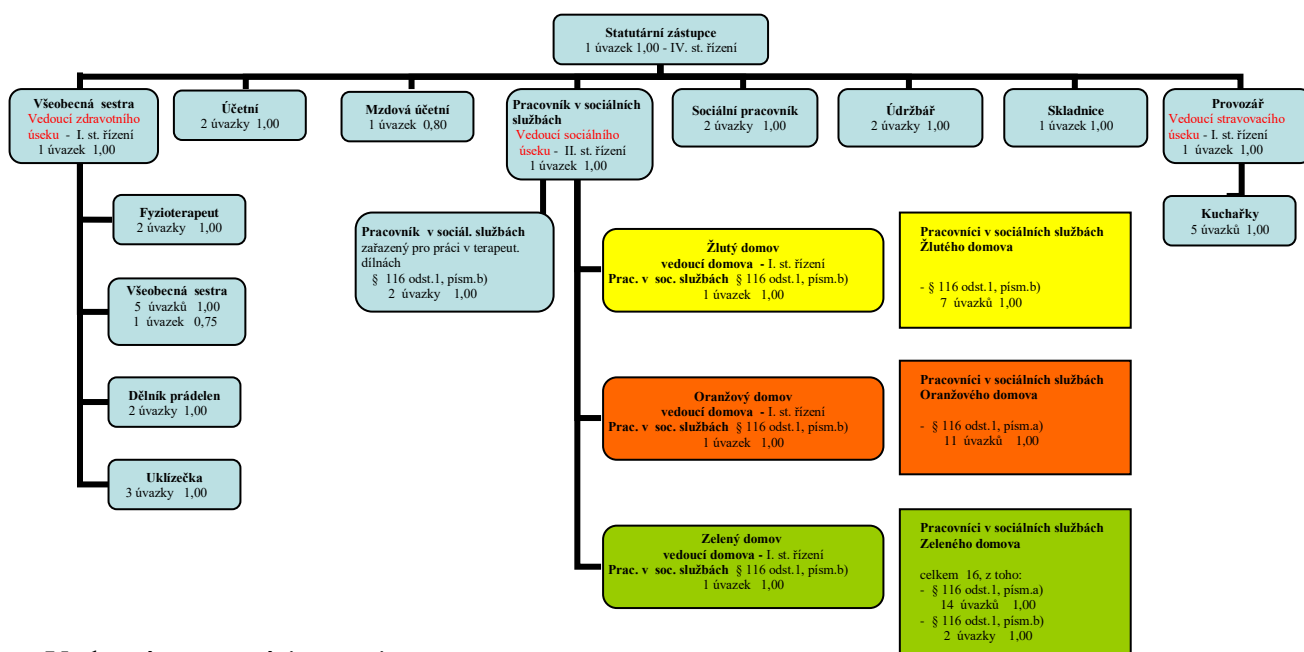 Statutární zástupce
1 úvazek 1,00 - IV. st. řízení
Všeobecná sestra
Vedoucí zdravotního
úseku - I. st. řízení
1 úvazek 1,00
Účetní
2 úvazky 1,00
Mzdová účetní
1 úvazek 0,80
Pracovník v sociálních
službách
Vedoucí sociálního
úseku - II. st. řízení
1 úvazek 1,00
Sociální pracovník
2 úvazky 1,00
Údržbář
2 úvazky 1,00
Skladnice
1 úvazek 1,00
Provozář
Vedoucí stravovacího
úseku - I. st. řízení
1 úvazek 1,00
Fyzioterapeut
2 úvazky 1,00
Všeobecná sestra
5 úvazků 1,00
1 úvazek 0,75
Dělník prádelen
2 úvazky 1,00
Uklízečka
3 úvazky 1,00
Pracovník v sociál. službách
zařazený pro práci v terapeut.
dílnách
§ 116 odst.1, písm.b)
2 úvazky 1,00
Kuchařky
5 úvazků 1,00
Žlutý domov
vedoucí domova - I. st. řízení
Prac. v soc. službách § 116 odst.1, písm.b)
1 úvazek 1,00
Pracovníci v sociálních službách
Žlutého domova
- § 116 odst.1, písm.b)
7 úvazků 1,00
Oranžový domov
vedoucí domova - I. st. řízení
Prac. v soc. službách § 116 odst.1, písm.b)
1 úvazek 1,00
Pracovníci v sociálních službách
Oranžového domova
- § 116 odst.1, písm.a)
11 úvazků 1,00
Zelený domov
vedoucí domova - I. st. řízení
Prac. v soc. službách § 116 odst.1, písm.b)
1 úvazek 1,00
Pracovníci v sociálních službách
Zeleného domova
celkem 16, z toho:
- § 116 odst.1, písm.a)
14 úvazků 1,00
- § 116 odst.1, písm.b)
2 úvazky 1,00